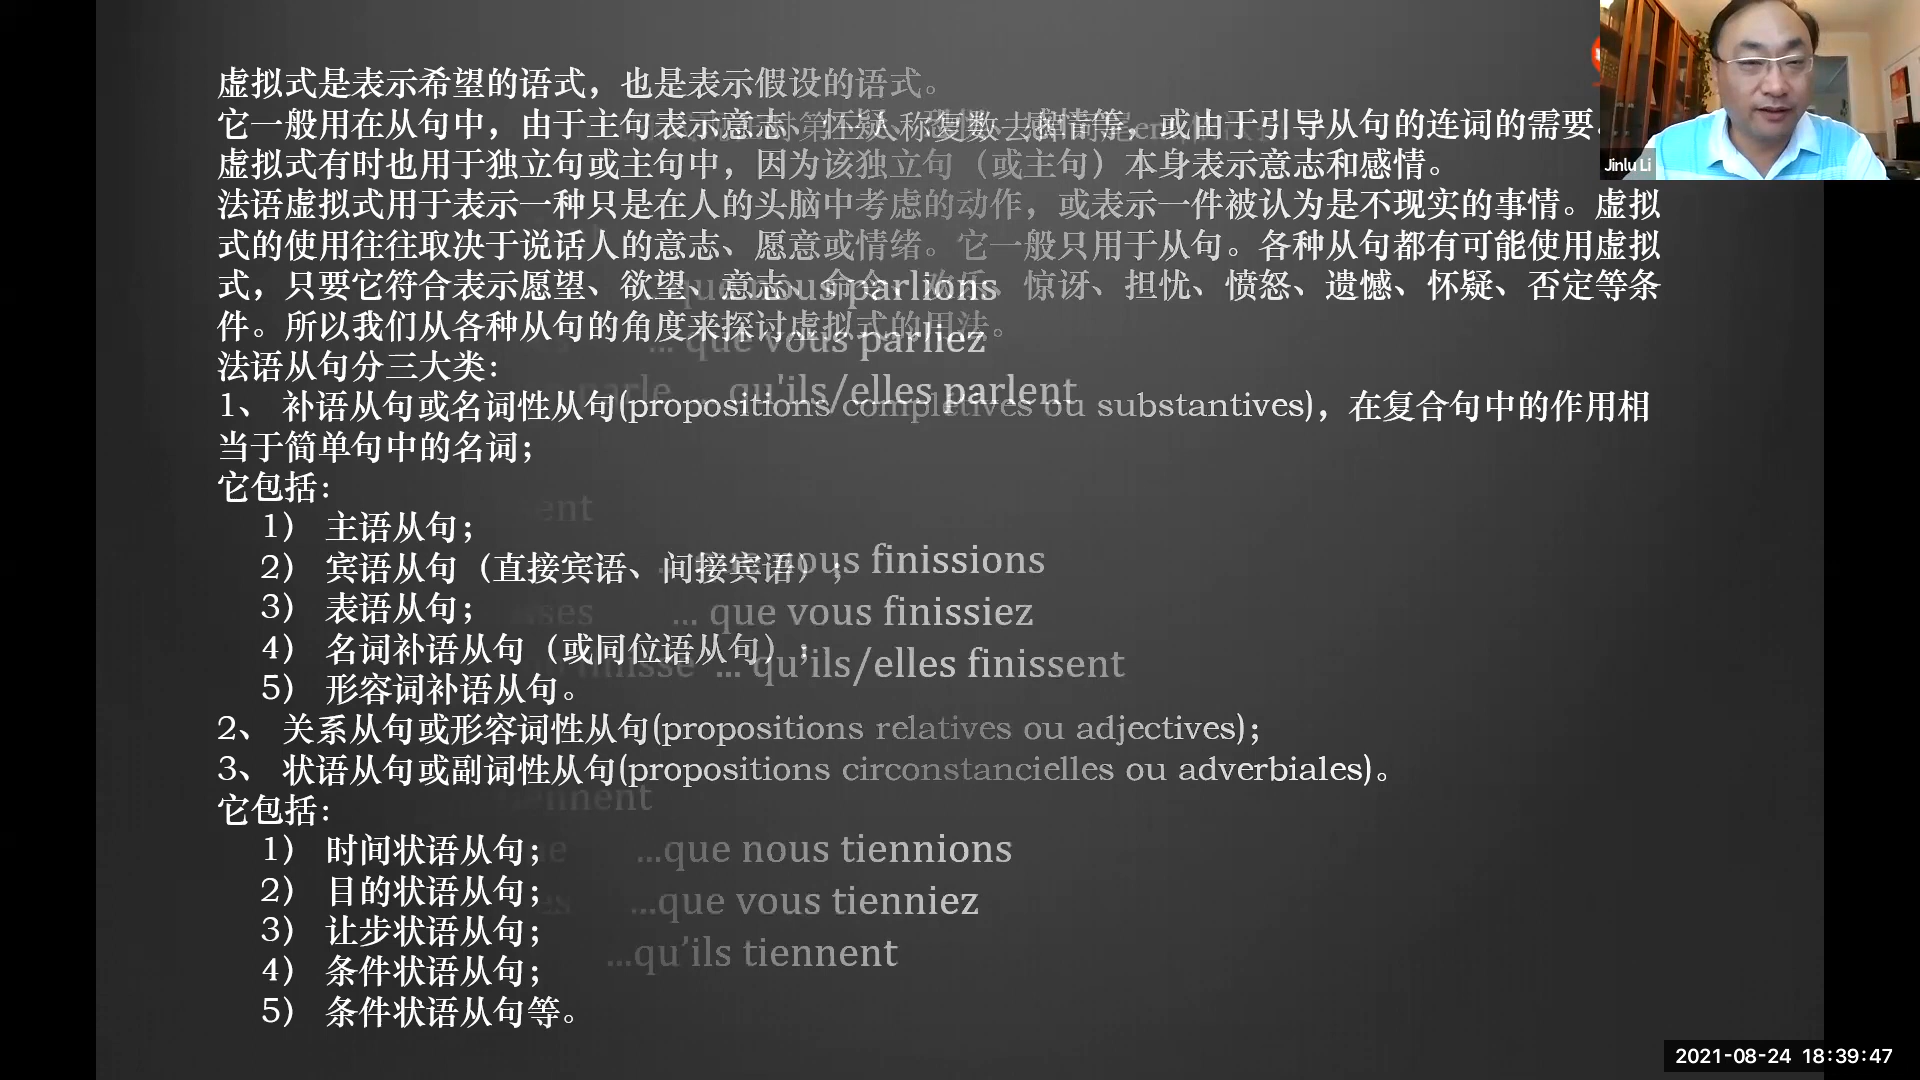 虚拟式是表示希望的语式，也是表示假设的语式。
它一般用在从句中，由于主句表示意志、怀疑、感情等，或由于引导从句的连词的需要。
虚拟式有时也用于独立句或主句中，因为该独立句（或主句）本身表示意志和感情。
法语虚拟式用于表示一种只是在人的头脑中考虑的动作，或表示一件被认为是不现实的事情。虚拟
式的使用往往取决于说话人的意志、愿意或情绪。它一般只用于从句。各种从句都有可能使用虚拟
式，只要它符合表示愿望、欲望、意志、命令、欢乐、惊讶、担忧、愤怒、遗憾、怀疑、否定等条
件。所以我们从各种从句的角度来探讨虚拟式的用法。
法语从句分三大类：
1、 补语从句或名词性从句(propositions complétives ou substantives)，在复合句中的作用相
当于简单句中的名词；
它包括：
1） 主语从句；
2） 宾语从句（直接宾语、间接宾语）；
3） 表语从句；
4） 名词补语从句（或同位语从句）；
5） 形容词补语从句。
2、 关系从句或形容词性从句(propositions relatives ou adjectives)；
3、 状语从句或副词性从句(propositions circonstancielles ou adverbiales)。
它包括：
1） 时间状语从句；
2） 目的状语从句；
3） 让步状语从句；
4） 条件状语从句；
5） 条件状语从句等。
que nous parlions
... que vous parliez
parle ... qu'ils/elles parlent
ent
... que nous finissions
sses ... que vous finissiez
finisse ... qu'ils/elles finissent
tiennent
e ...que nous tiennions
es ...que vous tienniez
...qu’ils tiennent
Jinlu Li
2021-08-24 18:39:47